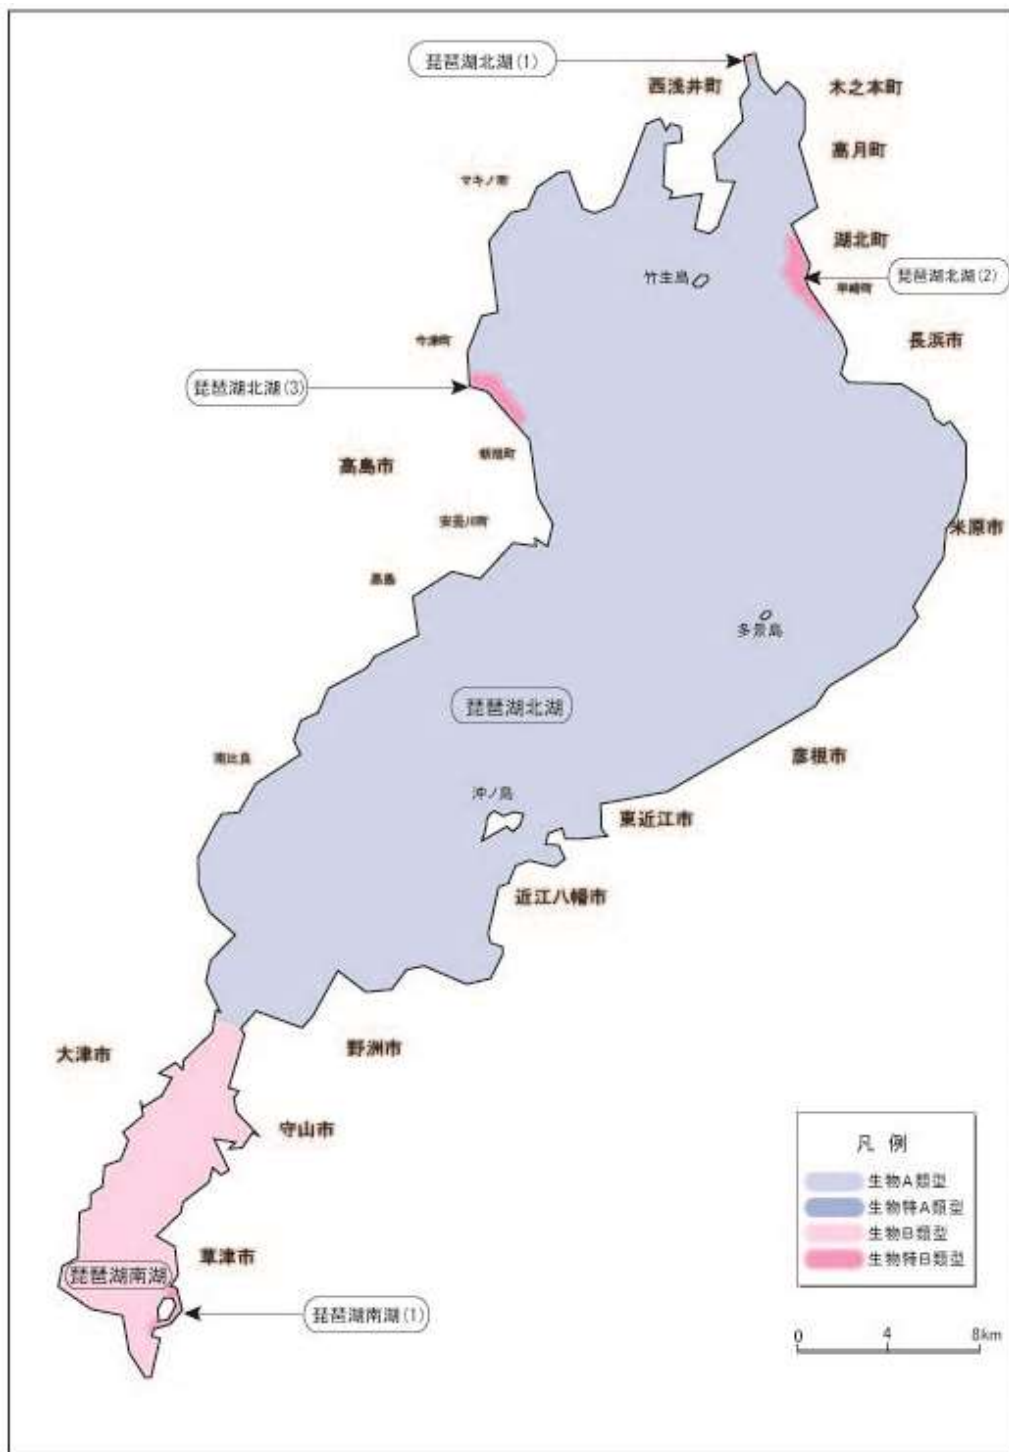 琵琶湖北湖(1)
西浅井町
木之本町
高月町
湖北町
竹生島
琵琶湖北湖(2)
長浜市
今津町
琵琶湖北湖(3)
高島市
安曇川町
高島
米原市
多景島
琵琶湖北湖
南比良
彦根市
沖ノ島
東近江市
近江八幡市
大津市
野洲市
守山市
草津市
琵琶湖南湖
琵琶湖南湖(1)
凡 例
生物A類型
生物特A類型
生物B類型
生物特B類型
0 4 8km